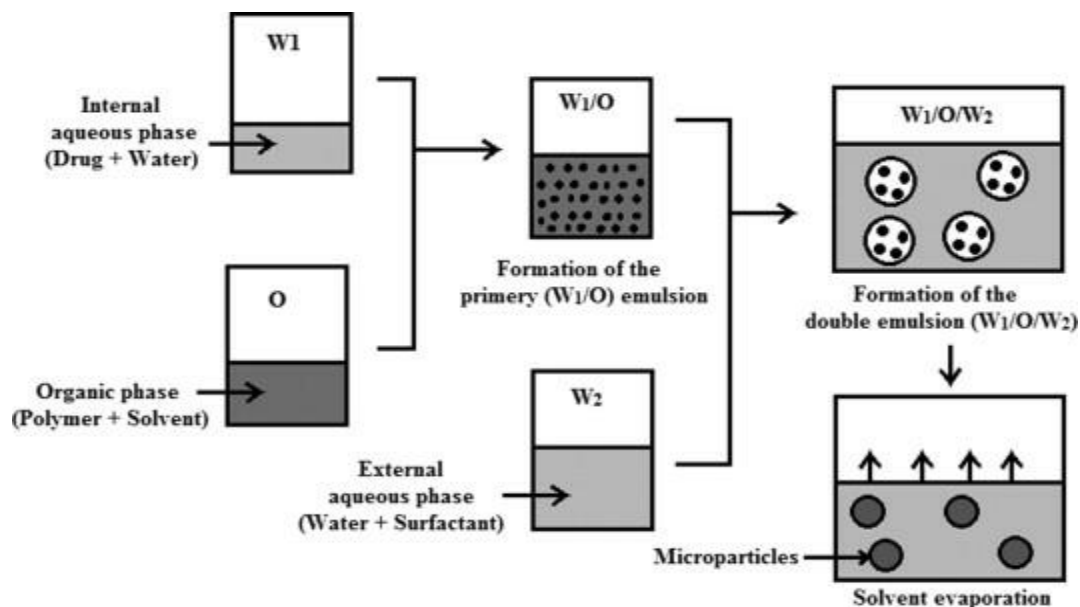 W1
Internal
aqueous phase
(Drug + Water)
O
Organic phase
(Polymer + Solvent)
W1/O
Formation of the
primery (W1/O) emulsion
W2
External
aqueous phase
(Water + Surfactant)
W1/O/W2
Formation of the
double emulsion (W1/O/W2)
Microparticles
Solvent evaporation